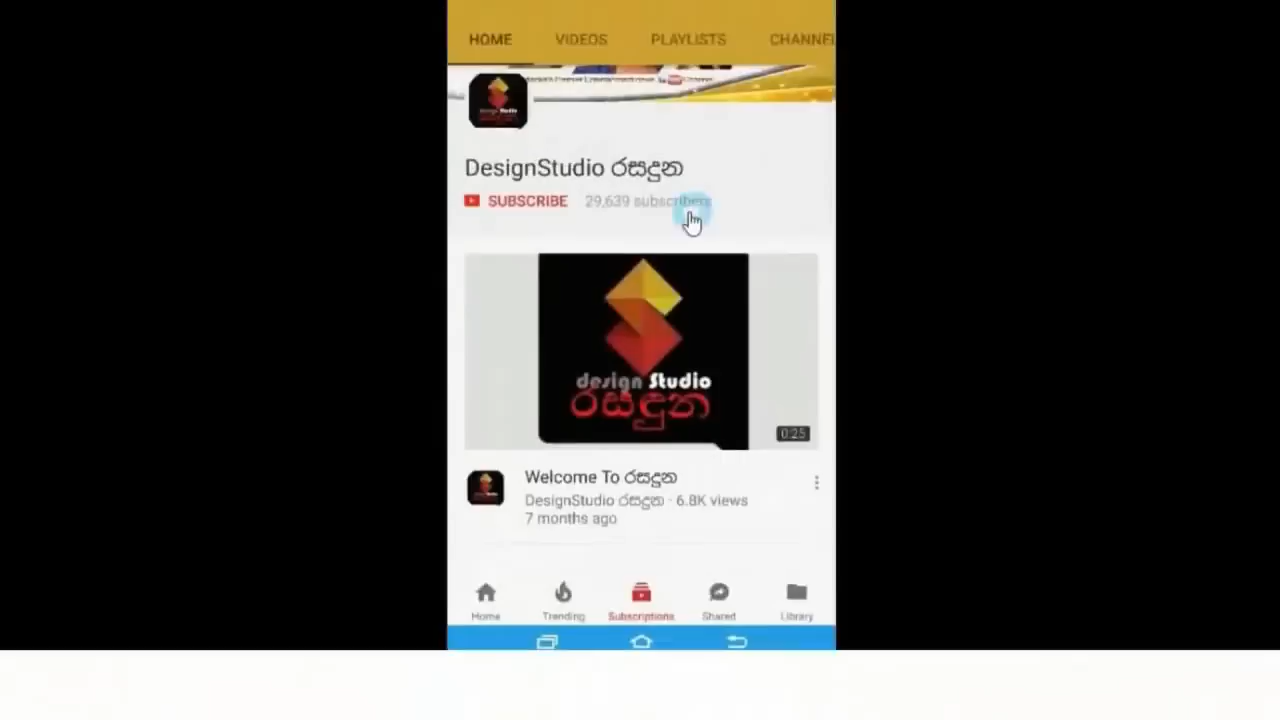 HOME VIDEOS PLAYLISTS CHANNEL
DesignStudio රසදුන
SUBSCRIBE 29,639 subscribers
design Studio
රසඳුන
0:25
Welcome To රසදුන
DesignStudio රසදුන · 6.8K views
7 months ago
Home Trending Subscriptions Shared Library